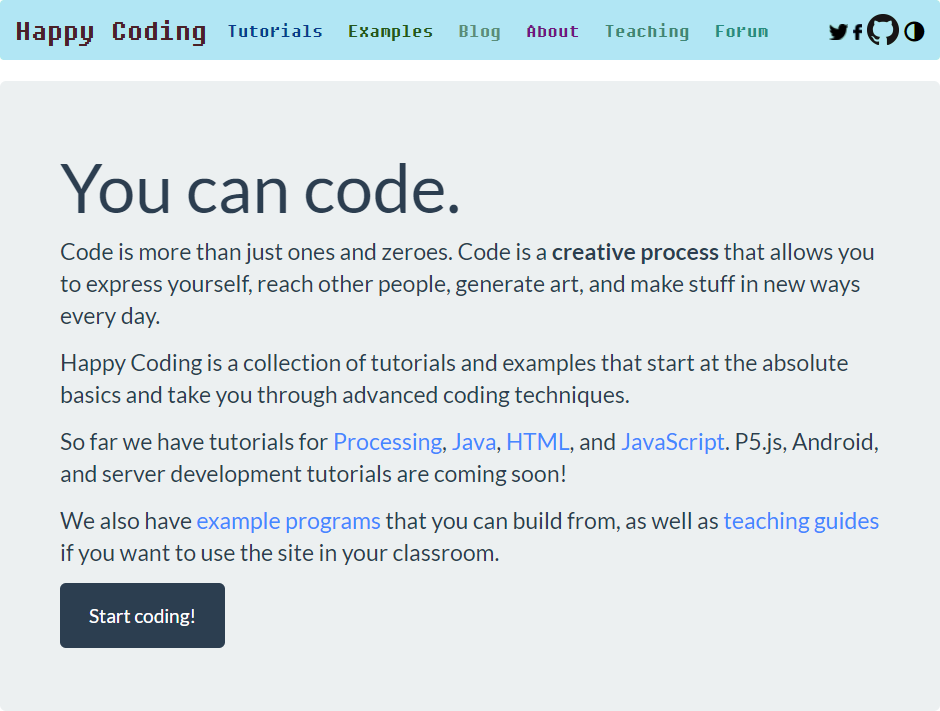 Happy Coding Tutorials Examples Blog About Teaching Forum
You can code.
Code is more than just ones and zeroes. Code is a creative process that allows you
to express yourself, reach other people, generate art, and make stuff in new ways
every day.
Happy Coding is a collection of tutorials and examples that start at the absolute
basics and take you through advanced coding techniques.
So far we have tutorials for Processing, Java, HTML, and JavaScript. P5.js, Android,
and server development tutorials are coming soon!
We also have example programs that you can build from, as well as teaching guides
if you want to use the site in your classroom.
Start coding!